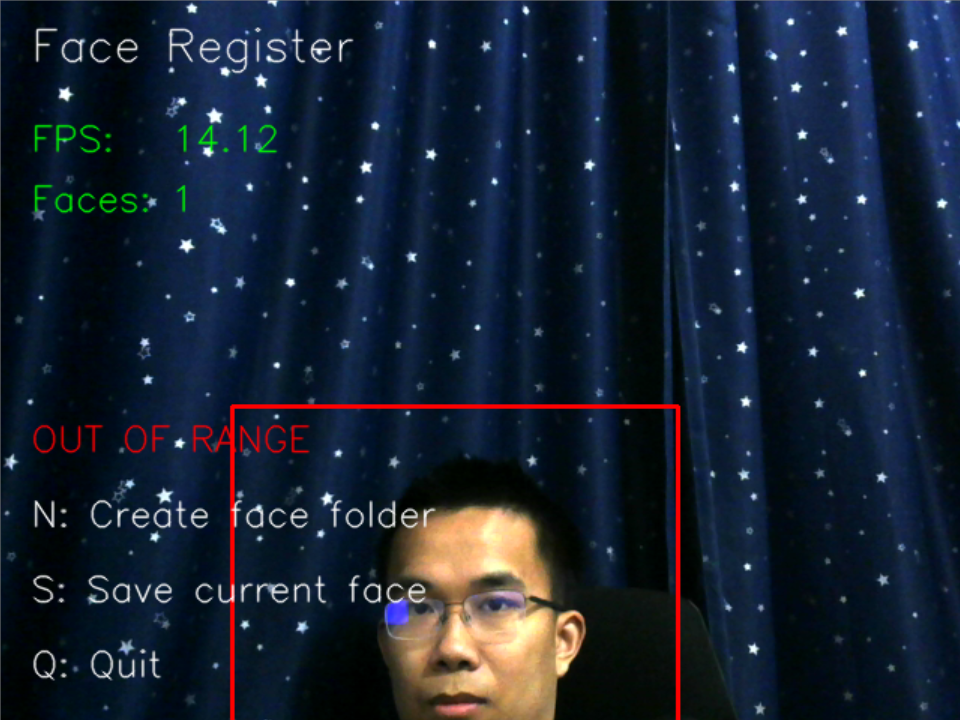 Face Register
FPS: 14.12
Faces: 1
OUT OF RANGE
N: Create face folder
S: Save current face
Q: Quit